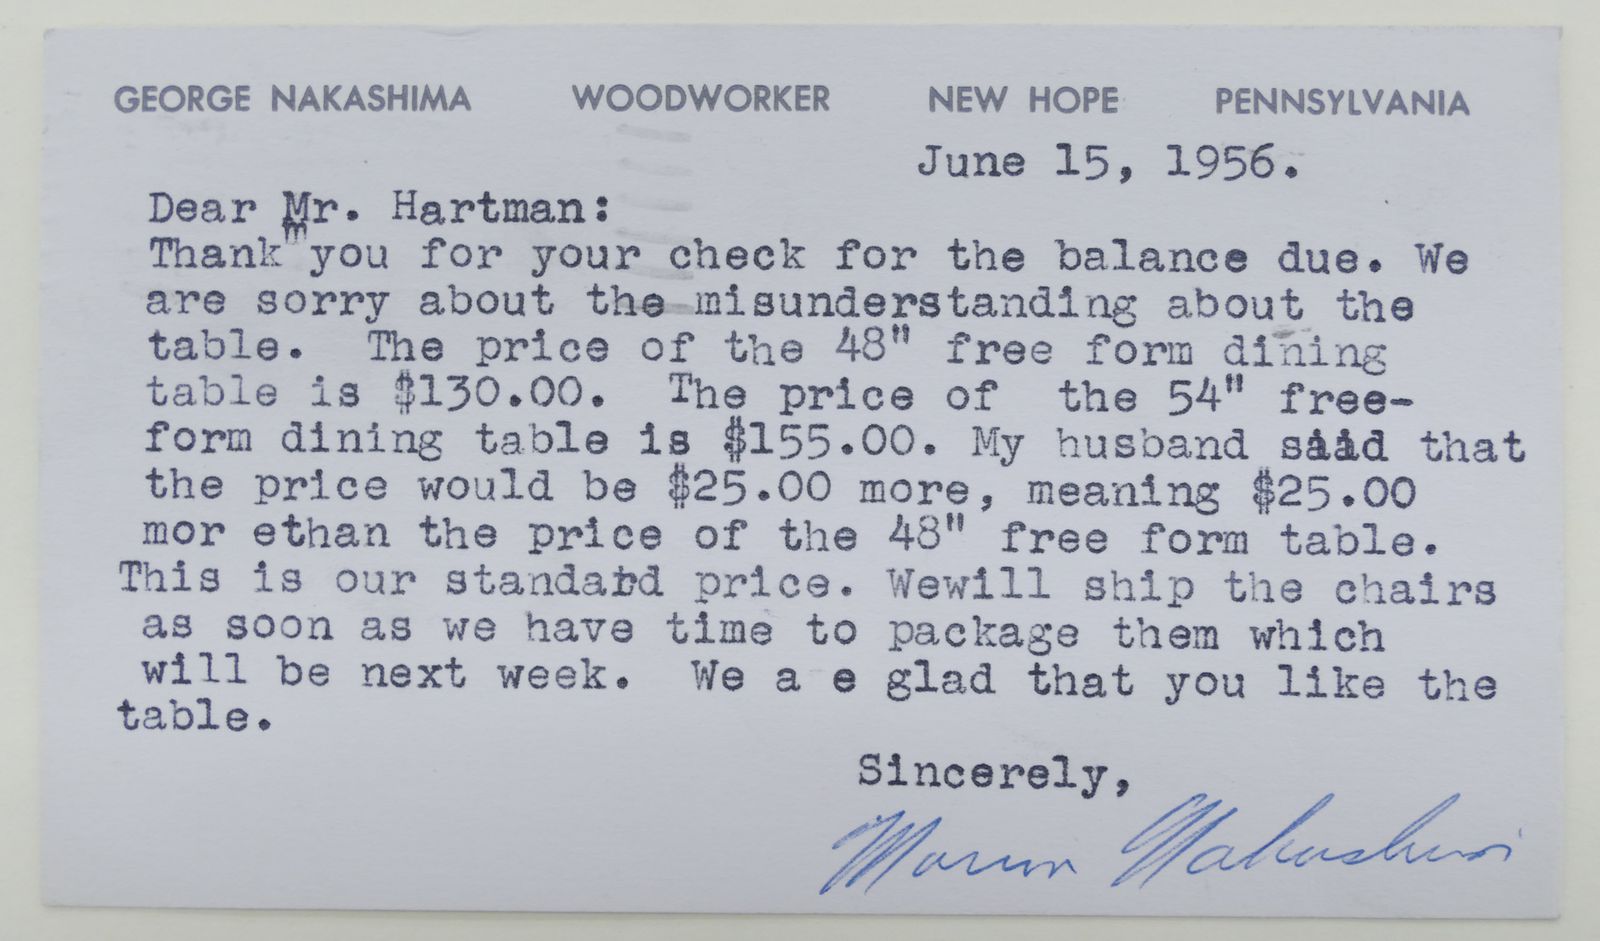 GEORGE NAKASHIMA WOODWORKER NEW HOPE PENNSYLVANIA
June 15, 1956.
Dear Mr. Hartman:
Thank you for your check for the balance due. We
are sorry about the misunderstanding about the
table. The price of the 48" free form dining
table is $130.00. The price of the 54" free-
form dining table is $155.00. My husband said that
the price would be $25.00 more, meaning $25.00
mor ethan the price of the 48" free form table.
This is our standard price. Wewill ship the chairs
as soon as we have time to package them which
will be next week. We a e glad that you like the
table.
Sincerely,
Marion Nakashima